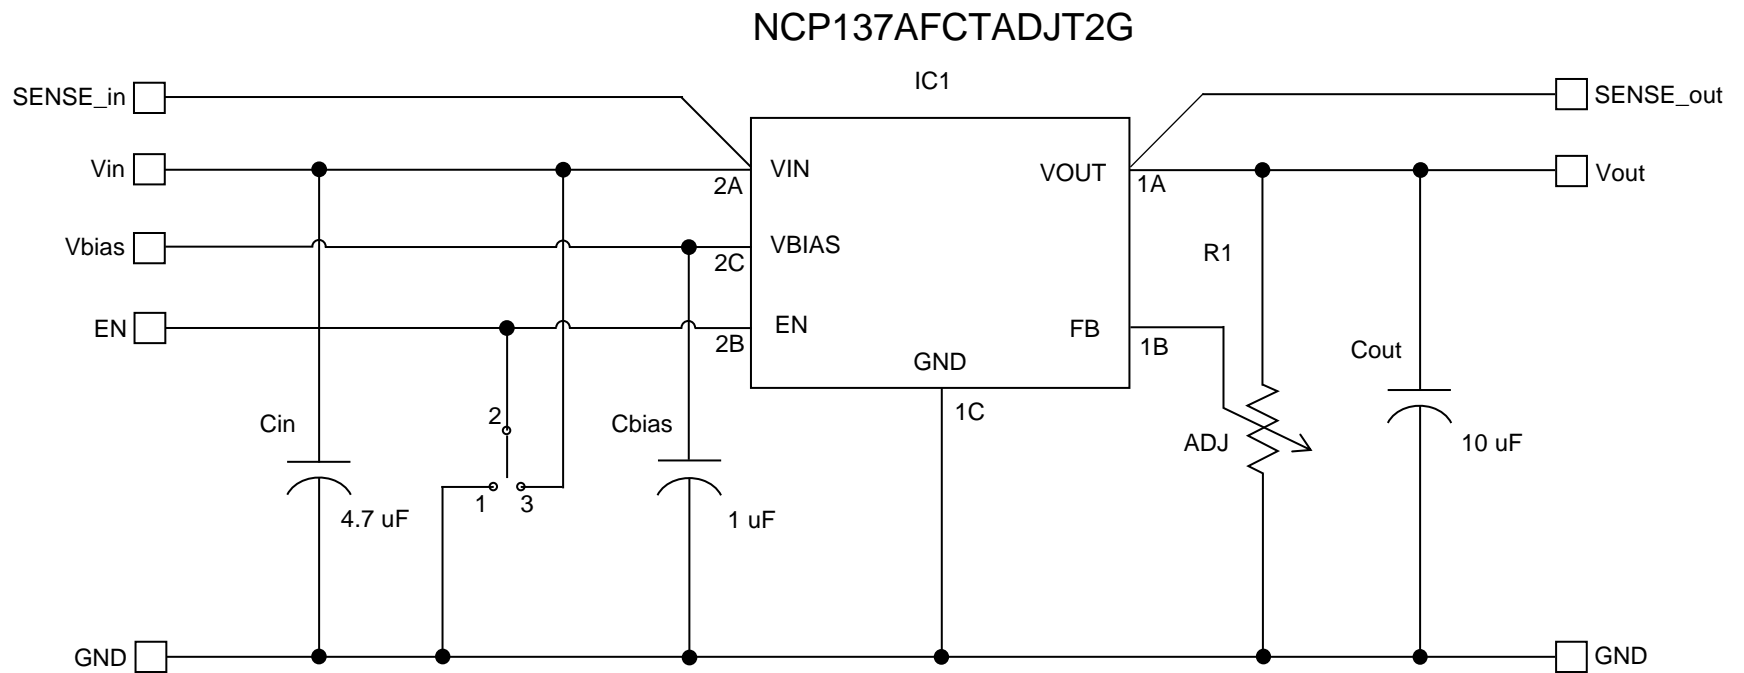 NCP137AFCTADJT2G
IC1
SENSE_in
SENSE_out
Vin
VIN
VOUT
Vout
2A
1A
Vbias
VBIAS
2C
R1
EN
EN
FB
2B
1B
GND
Cout
1C
2
Cin
Cbias
ADJ
10 uF
1
3
4.7 uF
1 uF
GND
GND